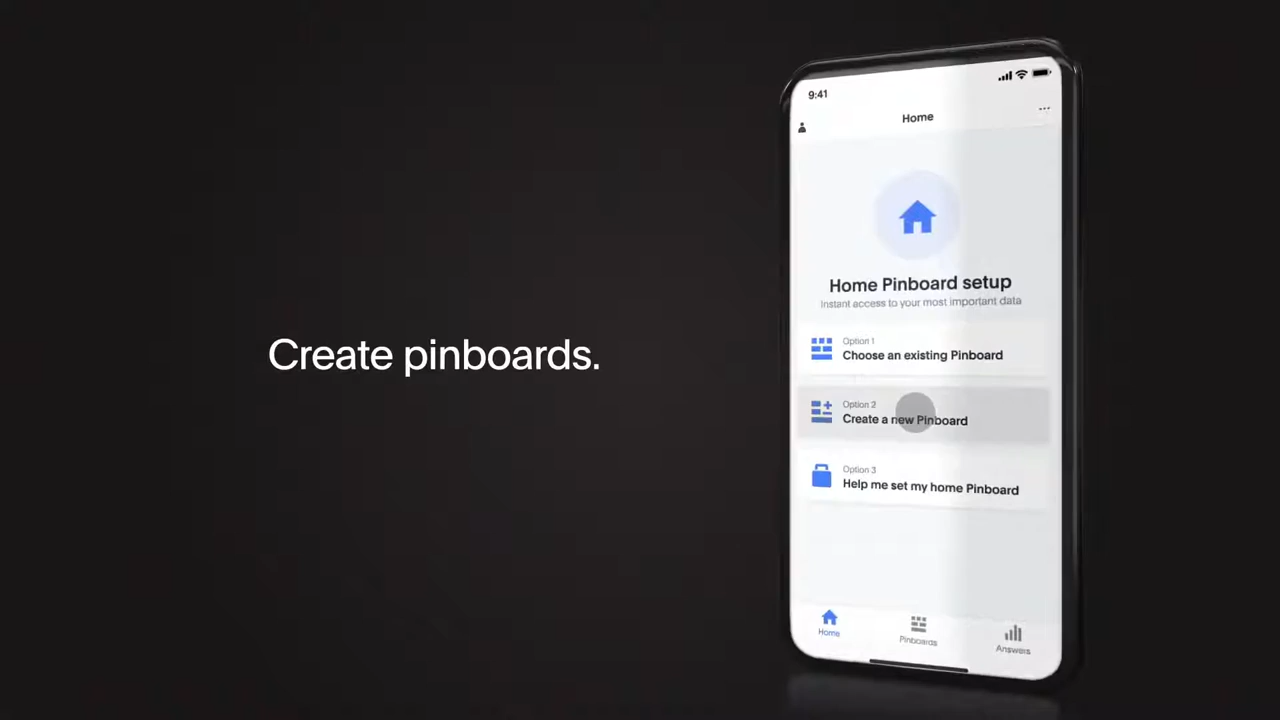 Create pinboards.
9:41
Home
Home Pinboard setup
Instant access to your most important data
Option 1
Choose an existing Pinboard
Option 2
Create a new Pinboard
Option 3
Help me set my home Pinboard
Home
Pinboards
Answers